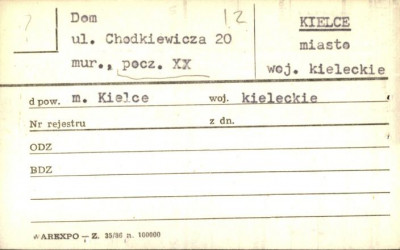 ?
Dom
ul. Chodkiewicza 20
mur., pocz. XX
12
KIELCE
miasto
woj. kieleckie
d pow. m. Kielce woj. kieleckie
Nr rejestru z dn.
ODZ
BDZ
AREXPO — Z. 35/86 n. 100000